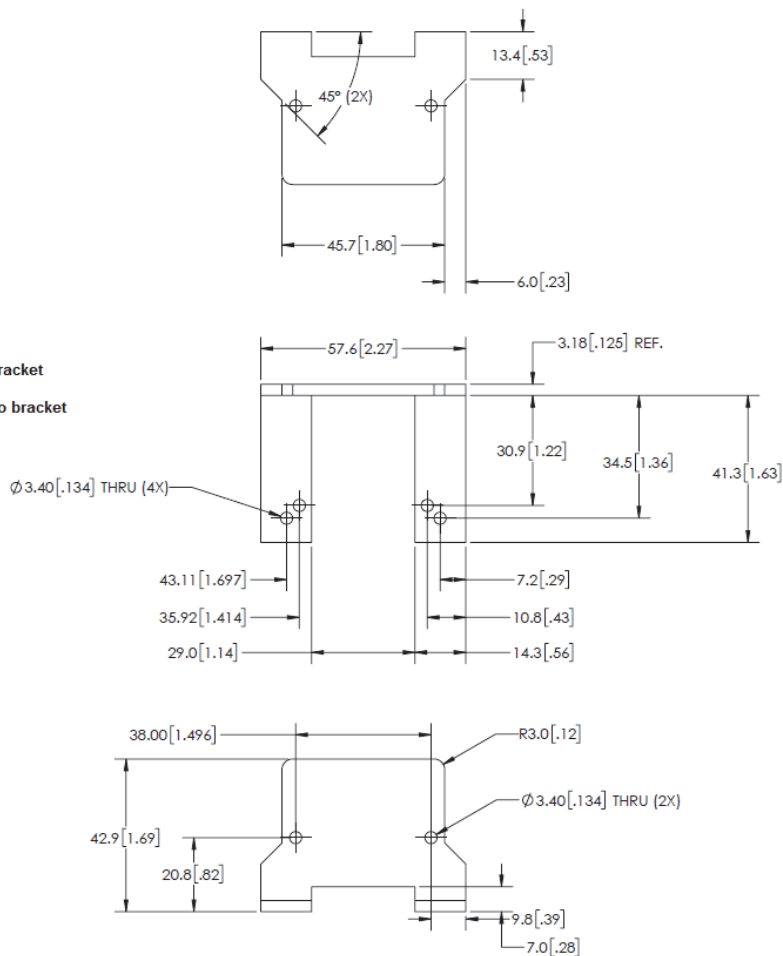 13.4[.53]
45° (2X)
45.7[1.80]
6.0[.23]
57.6[2.27]
3.18[.125] REF.
racket
o bracket
30.9[1.22]
34.5[1.36]
41.3[1.63]
Ø3.40[.134] THRU (4X)
43.11[1.697]
7.2[.29]
35.92[1.414]
10.8[.43]
29.0[1.14]
14.3[.56]
38.00[1.496]
R3.0[.12]
Ø3.40[.134] THRU (2X)
42.9[1.69]
20.8[.82]
9.8[.39]
7.0[.28]